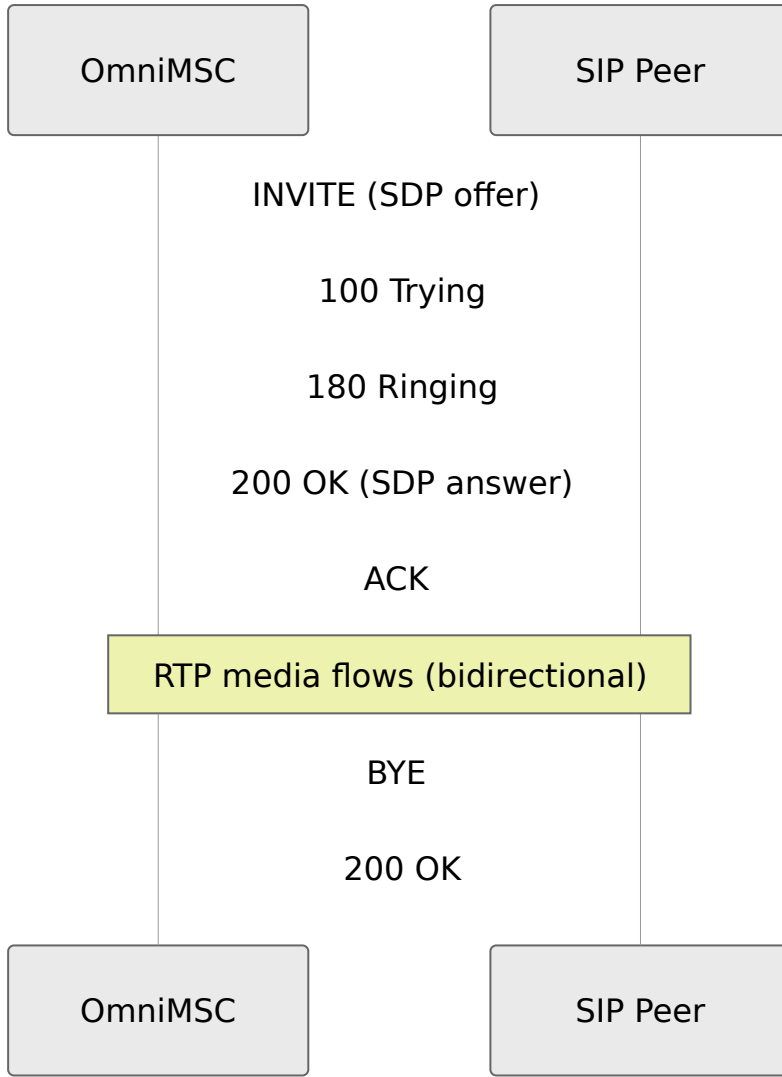 OmniMSC
SIP Peer
INVITE (SDP offer)
100 Trying
180 Ringing
200 OK (SDP answer)
ACK
RTP media flows (bidirectional)
BYE
200 OK
OmniMSC
SIP Peer